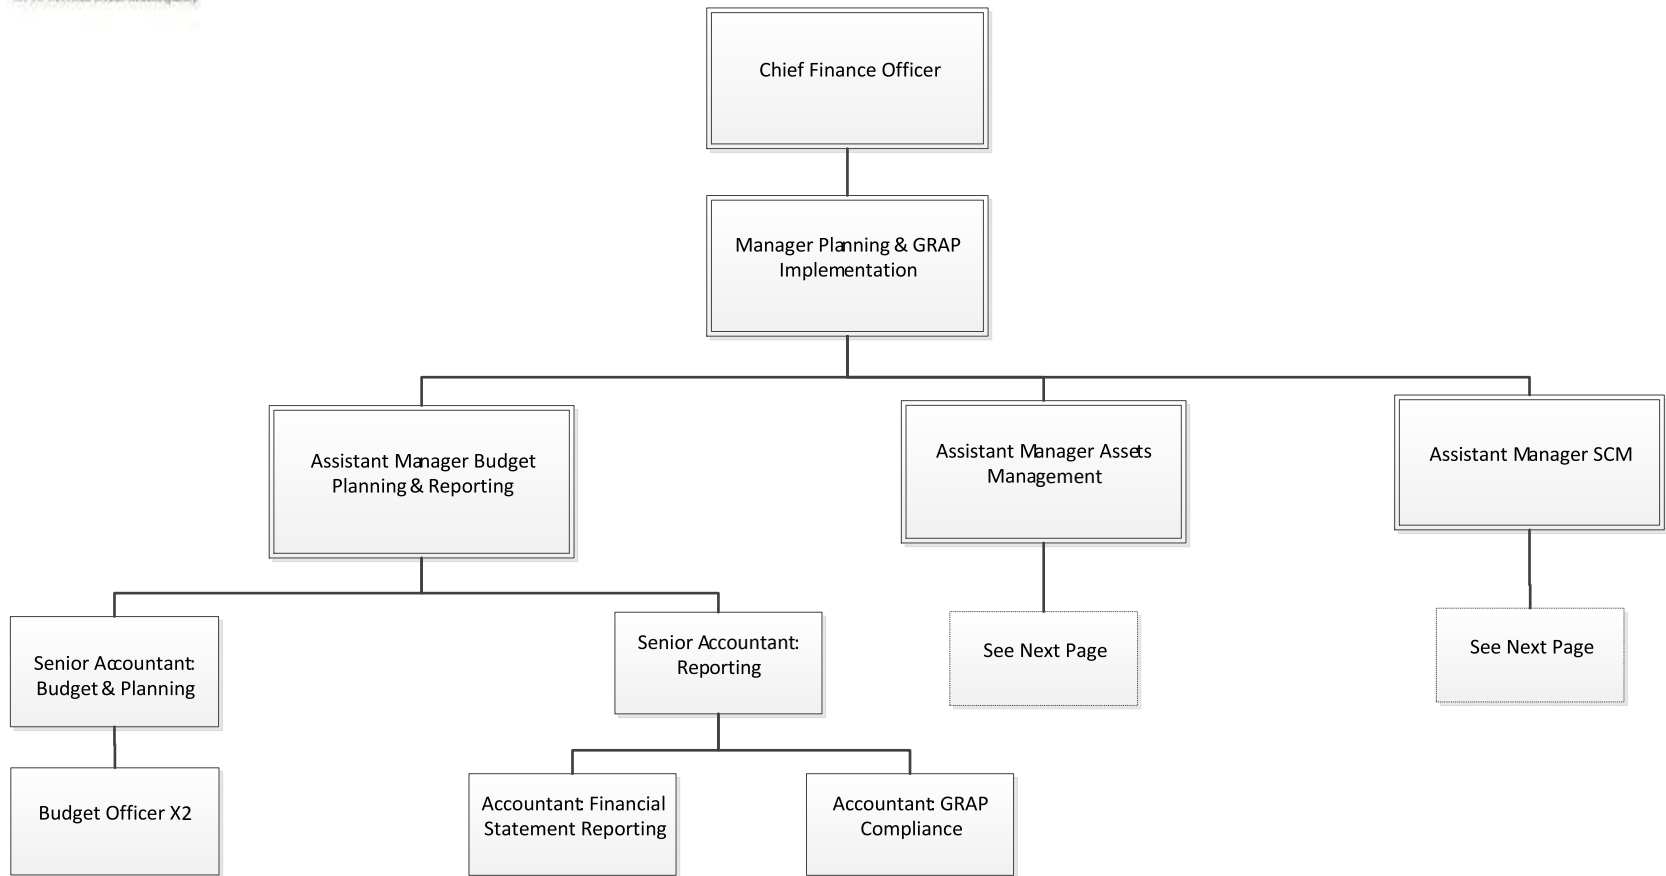 Chief Finance Officer
Manager Planning & GRAP
Implementation
Assistant Manager Budget
Planning & Reporting
Assistant Manager Assets
Management
Assistant Manager SCM
Senior Accountant:
Budget & Planning
Senior Accountant:
Reporting
See Next Page
See Next Page
Budget Officer X2
Accountant: Financial
Statement Reporting
Accountant: GRAP
Compliance